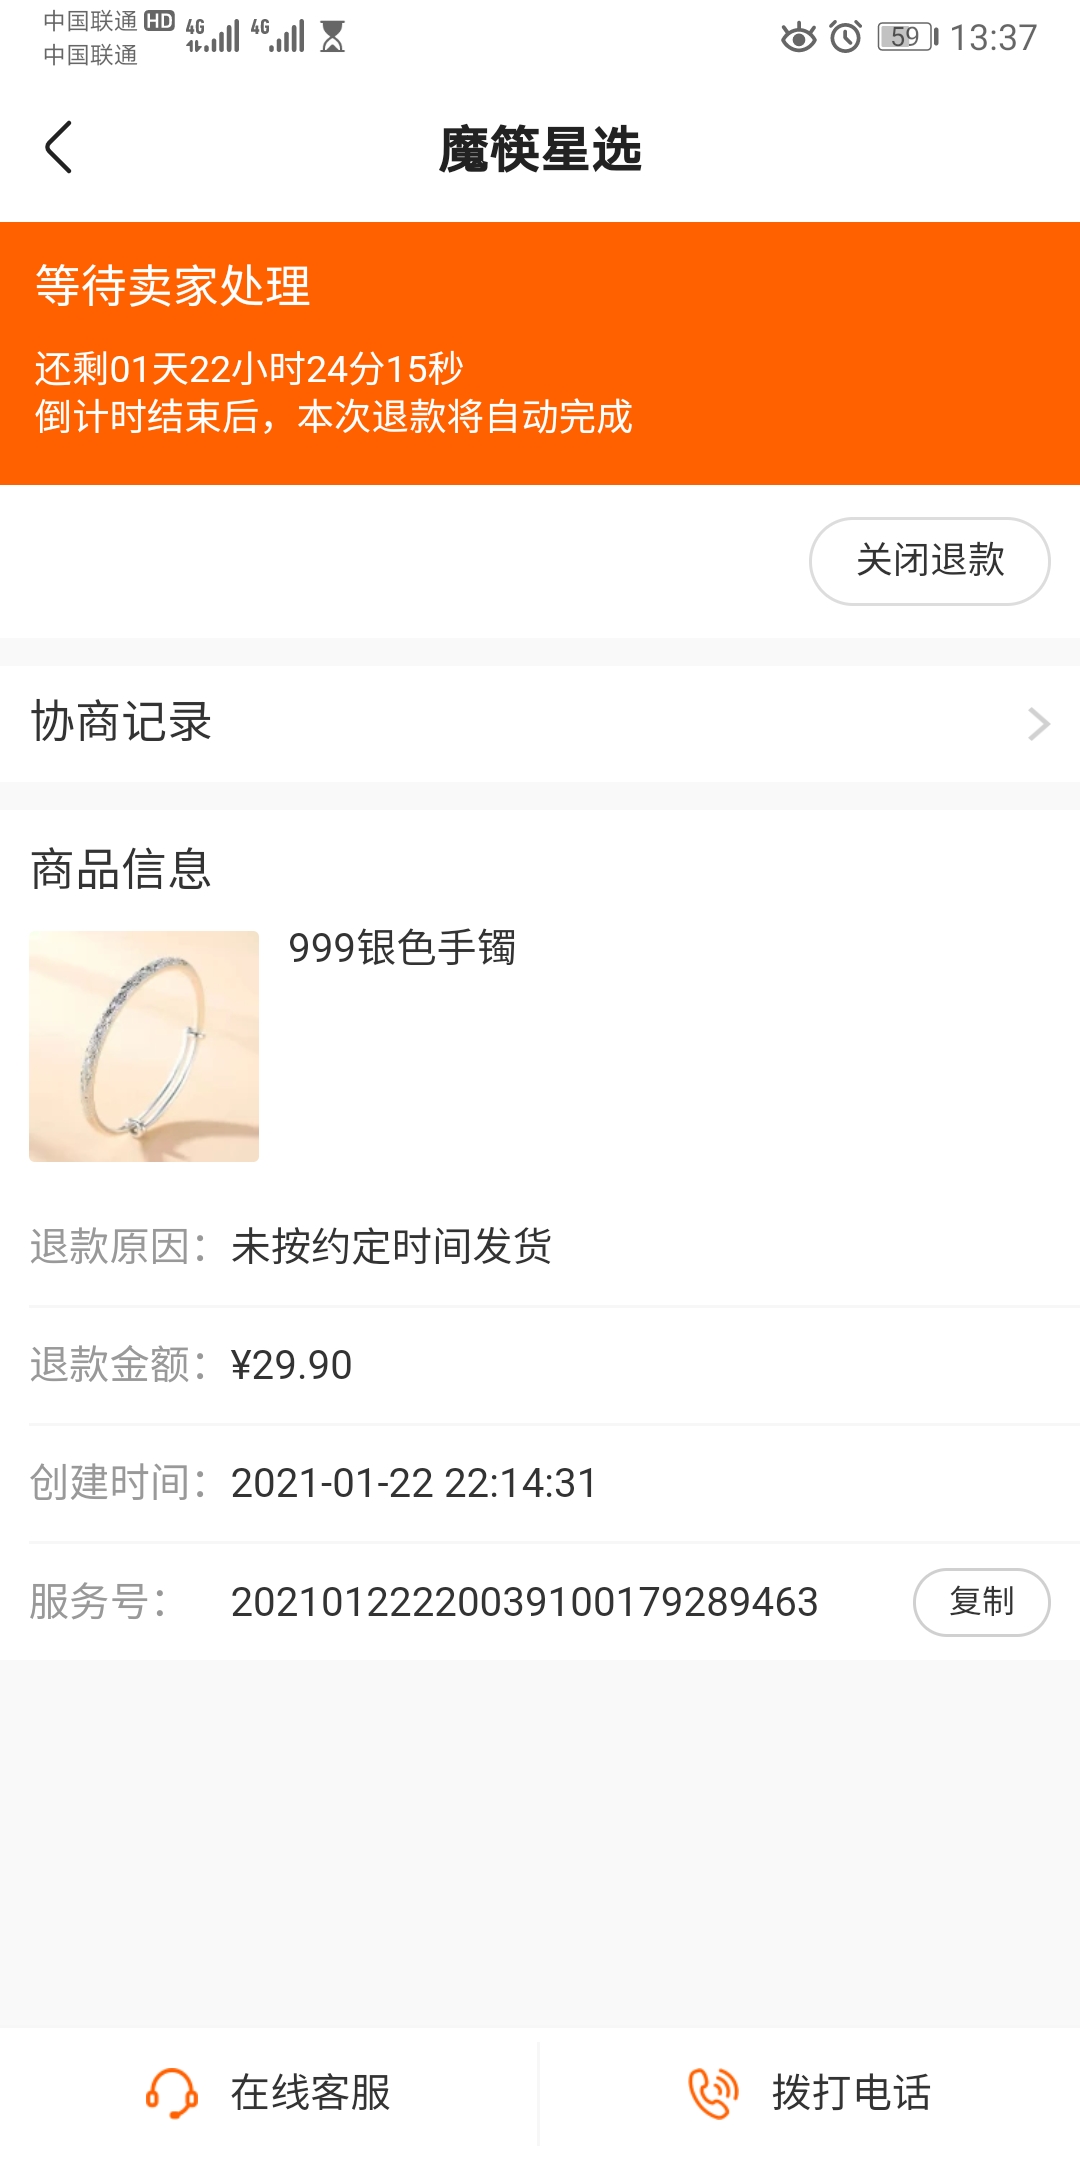 中国联通 HD 4G 4G 59 13:37
中国联通
魔筷星选
等待卖家处理
还剩01天22小时24分15秒
倒计时结束后，本次退款将自动完成
关闭退款
协商记录
商品信息
999银色手镯
退款原因：未按约定时间发货
退款金额：¥29.90
创建时间：2021-01-22 22:14:31
服务号： 20210122220039100179289463 复制
在线客服 拨打电话